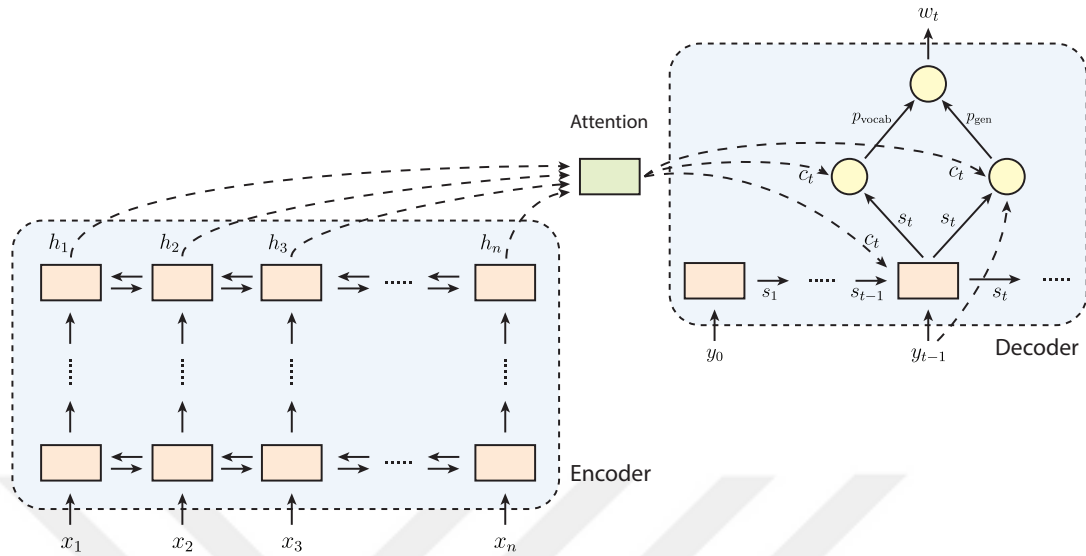 w_t
p_vocab p_gen
Attention
c_t c_t
s_t s_t
h_1 h_2 h_3 h_n c_t
...... ...... ......
s_1 s_{t-1} s_t
y_0 y_{t-1}
Decoder
......
Encoder
x_1 x_2 x_3 x_n